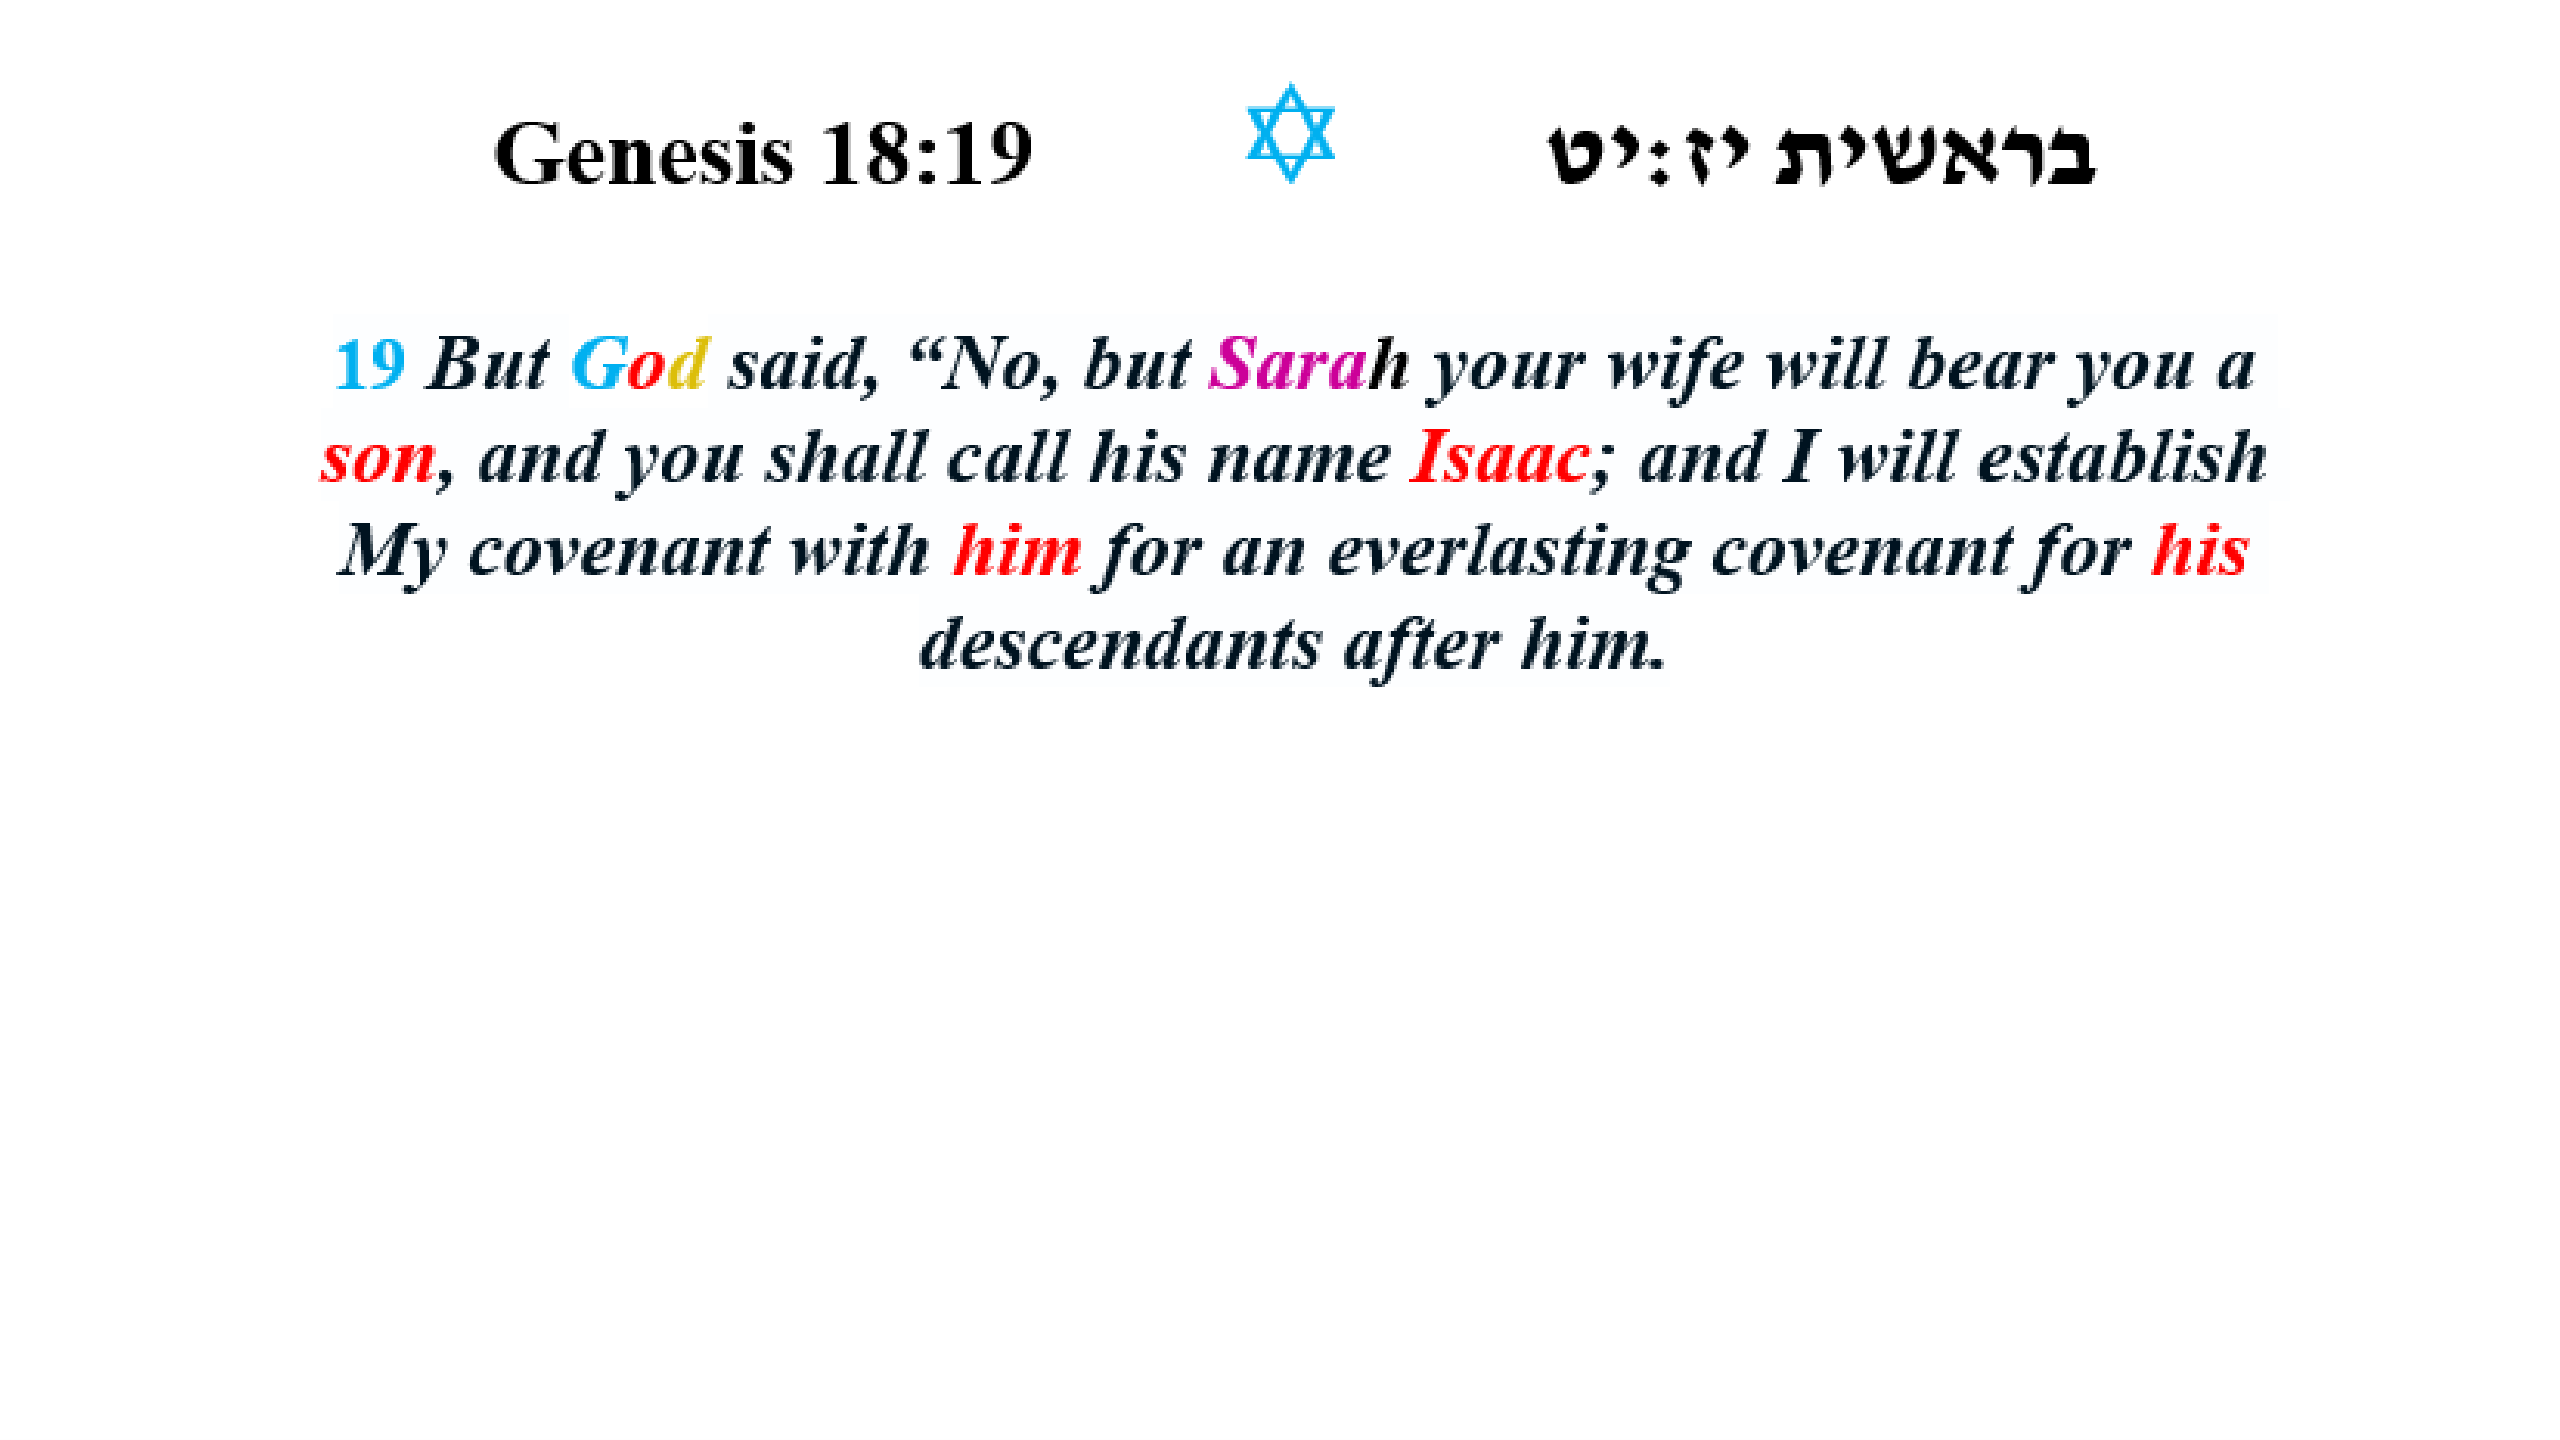 Genesis 18:19 ✡ בראשית יז:יט
19 But God said, “No, but Sarah your wife will bear you a
son, and you shall call his name Isaac; and I will establish
My covenant with him for an everlasting covenant for his
descendants after him.